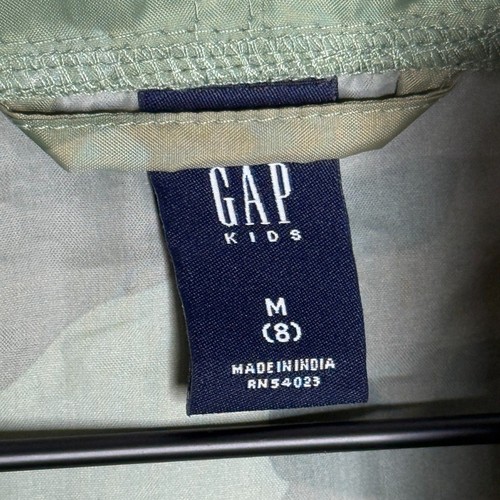 GAP
KIDS
M
(8)
MADE IN INDIA
RN54023